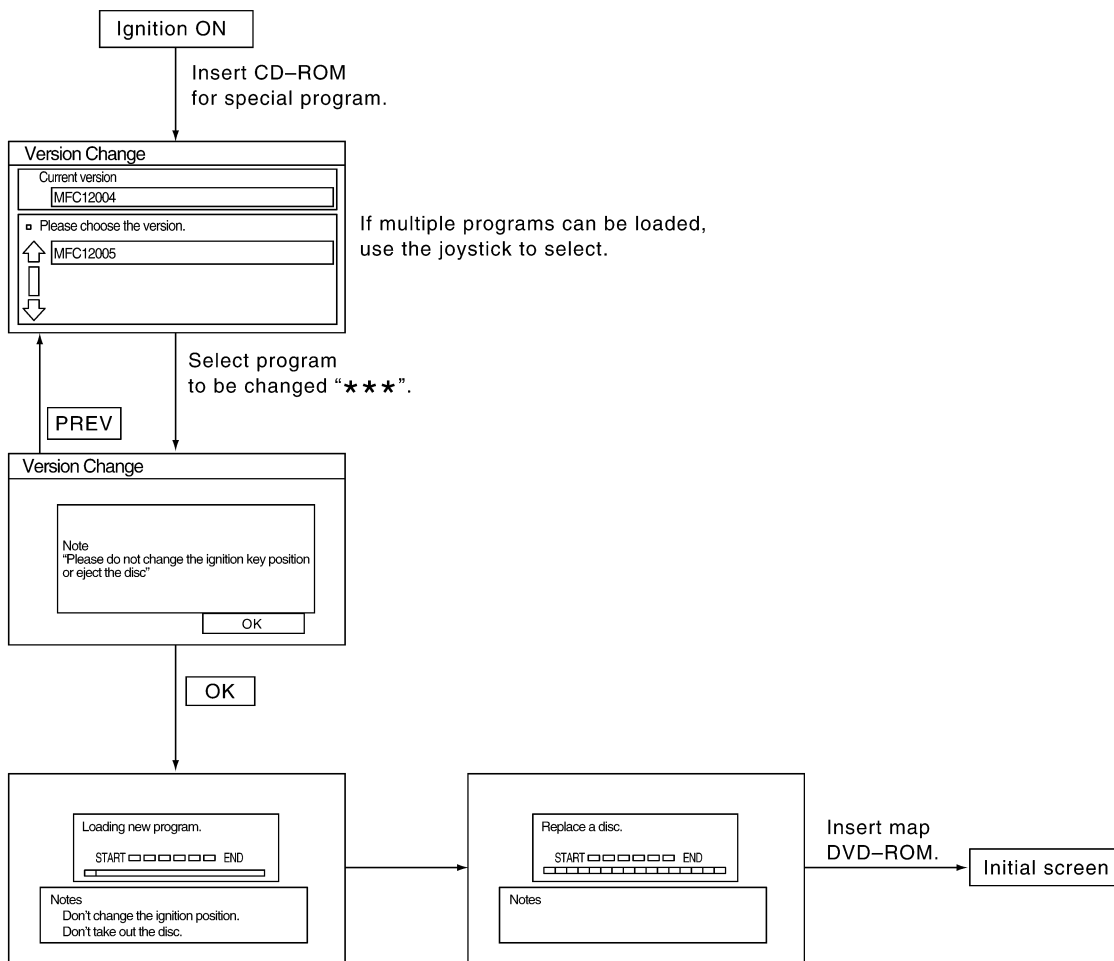 Ignition ON
Insert CD–ROM
for special program.
Version Change
Current version
MFC12004
Please choose the version.
MFC12005
If multiple programs can be loaded,
use the joystick to select.
Select program
to be changed “★★★”.
PREV
Version Change
Note
“Please do not change the ignition key position
or eject the disc”
OK
OK
Loading new program.
START END
Notes
Don't change the ignition position.
Don't take out the disc.
Replace a disc.
START END
Notes
Insert map
DVD–ROM.
Initial screen